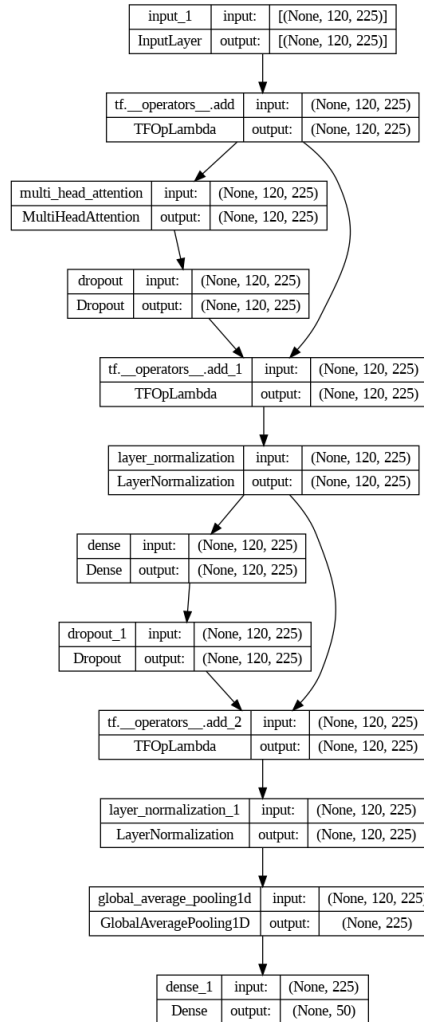 input_1 input: [(None, 120, 225)]
InputLayer output: [(None, 120, 225)]
tf.__operators__.add input: (None, 120, 225)
TFOpLambda output: (None, 120, 225)
multi_head_attention input: (None, 120, 225)
MultiHeadAttention output: (None, 120, 225)
dropout input: (None, 120, 225)
Dropout output: (None, 120, 225)
tf.__operators__.add_1 input: (None, 120, 225)
TFOpLambda output: (None, 120, 225)
layer_normalization input: (None, 120, 225)
LayerNormalization output: (None, 120, 225)
dense input: (None, 120, 225)
Dense output: (None, 120, 225)
dropout_1 input: (None, 120, 225)
Dropout output: (None, 120, 225)
tf.__operators__.add_2 input: (None, 120, 225)
TFOpLambda output: (None, 120, 225)
layer_normalization_1 input: (None, 120, 225)
LayerNormalization output: (None, 120, 225)
global_average_pooling1d input: (None, 120, 225)
GlobalAveragePooling1D output: (None, 225)
dense_1 input: (None, 225)
Dense output: (None, 50)